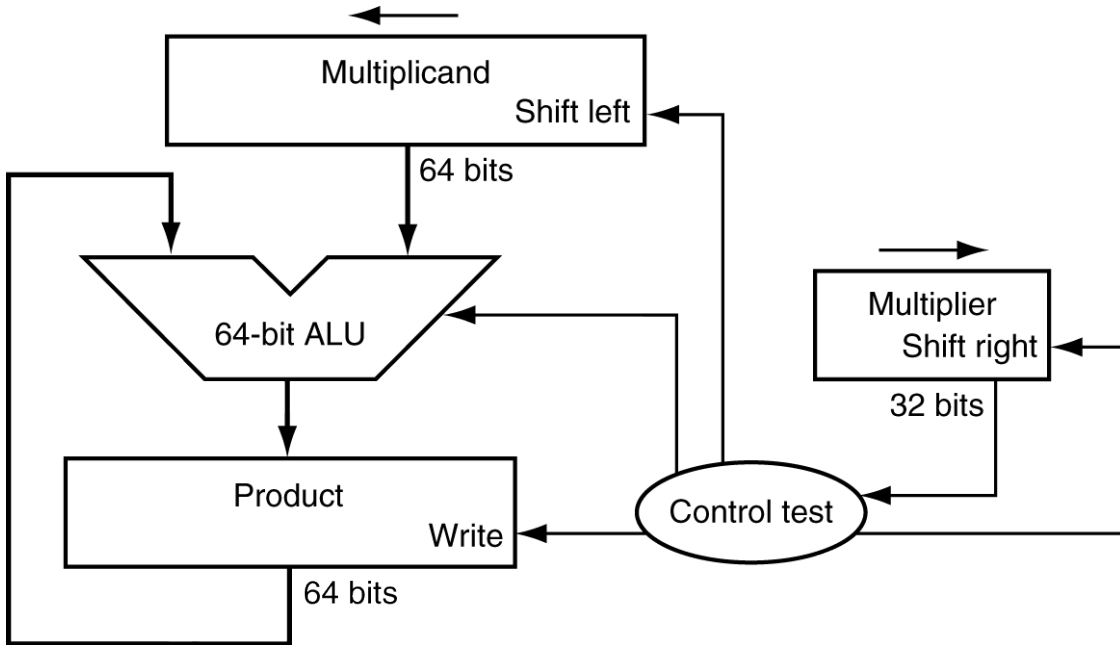 Multiplicand
Shift left
64 bits
64-bit ALU
Multiplier
Shift right
32 bits
Product
Write
Control test
64 bits